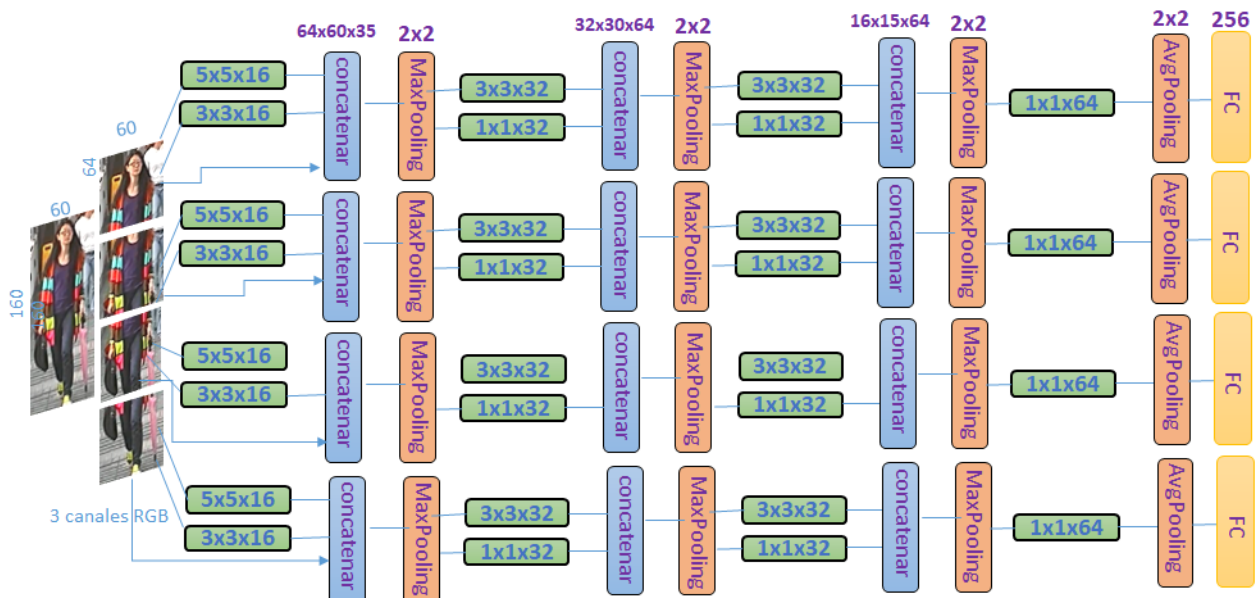 64x60x35 2x2 32x30x64 2x2 16x15x64 2x2 2x2 256
5x5x16
3x3x16
concatenar
MaxPooling
3x3x32
1x1x32
concatenar
MaxPooling
3x3x32
1x1x32
concatenar
MaxPooling
1x1x64
AvgPooling
FC
60
64
60
160
5x5x16
3x3x16
concatenar
MaxPooling
3x3x32
1x1x32
concatenar
MaxPooling
3x3x32
1x1x32
concatenar
MaxPooling
1x1x64
AvgPooling
FC
5x5x16
3x3x16
concatenar
MaxPooling
3x3x32
1x1x32
concatenar
MaxPooling
3x3x32
1x1x32
concatenar
MaxPooling
1x1x64
AvgPooling
FC
3 canales RGB
5x5x16
3x3x16
concatenar
MaxPooling
3x3x32
1x1x32
concatenar
MaxPooling
3x3x32
1x1x32
concatenar
MaxPooling
1x1x64
AvgPooling
FC